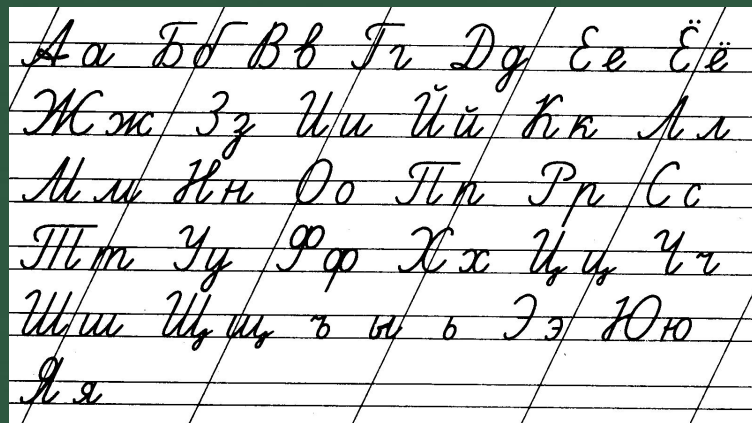 Аа Бб Вв Гг Дд Ее Ёё
Жж Зз Ии Йй Кк Лл
Мм Нн Оо Пп Рр Сс
Тт Уу Фф Хх Цц Чч
Шш Щщ ъ ы ь Ээ Юю
Яя